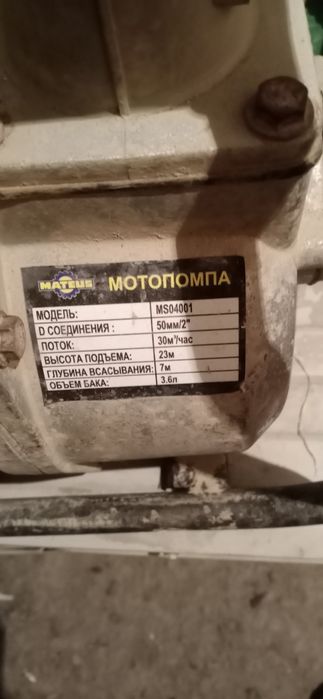 MATEUS МОТОПОМПА
МОДЕЛЬ: MS04001
D СОЕДИНЕНИЯ : 50мм/2"
ПОТОК: 30м³/час
ВЫСОТА ПОДЪЕМА: 23м
ГЛУБИНА ВСАСЫВАНИЯ: 7м
ОБЪЕМ БАКА: 3.6л